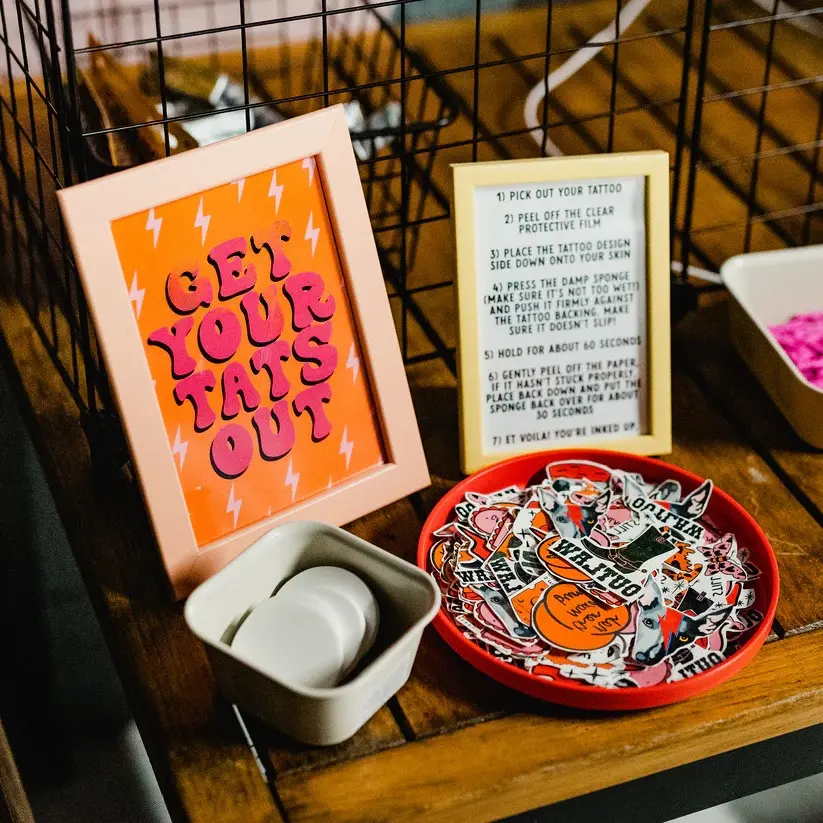 GET
YOUR
TATS
OUT
1) PICK OUT YOUR TATTOO
2) PEEL OFF THE CLEAR
PROTECTIVE FILM
3) PLACE THE TATTOO DESIGN
SIDE DOWN ONTO YOUR SKIN
4) PRESS THE DAMP SPONGE
(MAKE SURE IT'S NOT TOO WET!)
AND PUSH IT FIRMLY AGAINST
THE TATTOO BACKING, MAKE
SURE IT DOESN'T SLIP!
5) HOLD FOR ABOUT 60 SECONDS
6) GENTLY PEEL OFF THE PAPER,
IF IT HASN'T STUCK PROPERLY,
PLACE BACK DOWN AND PUT THE
SPONGE BACK OVER FOR ABOUT
30 SECONDS
7) ET VOILA! YOU'RE INKED UP.